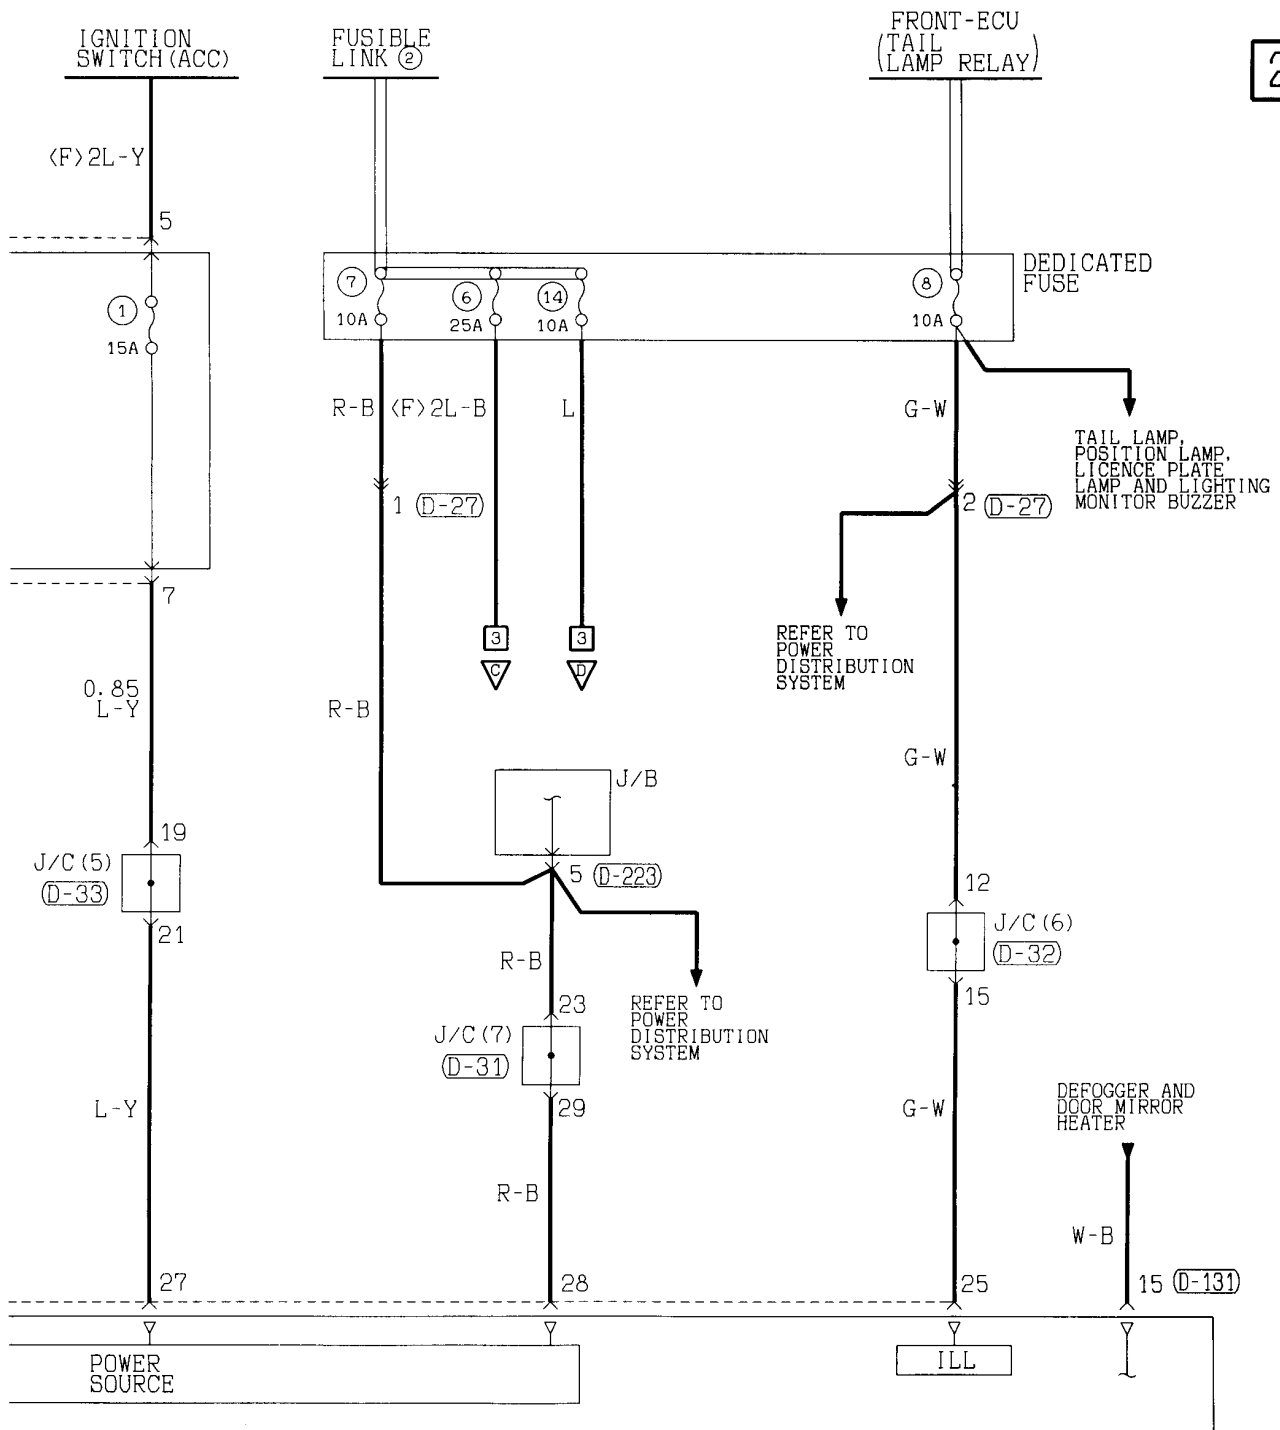 IGNITION
SWITCH(ACC)
FUSIBLE
LINK ②
FRONT-ECU
(TAIL
LAMP RELAY)
2
<F>2L-Y
5
DEDICATED
FUSE
1
15A
7
10A
6
25A
14
10A
8
10A
R-B
<F>2L-B
L
G-W
TAIL LAMP,
POSITION LAMP,
LICENCE PLATE
LAMP AND LIGHTING
MONITOR BUZZER
1 (D-27)
2 (D-27)
7
3
C
3
D
REFER TO
POWER
DISTRIBUTION
SYSTEM
0.85
L-Y
R-B
G-W
J/B
19
J/C(5)
(D-33)
21
5 (D-223)
12
J/C(6)
(D-32)
15
R-B
REFER TO
POWER
DISTRIBUTION
SYSTEM
23
J/C(7)
(D-31)
29
L-Y
R-B
G-W
DEFOGGER AND
DOOR MIRROR
HEATER
W-B
27
28
25
15 (D-131)
POWER
SOURCE
ILL